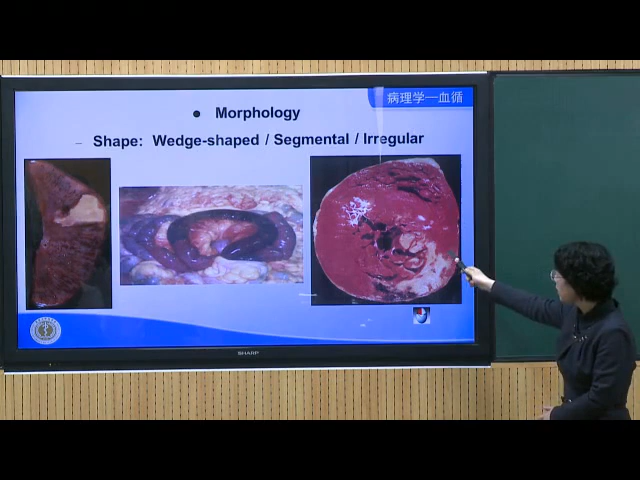 病理学—血循
● Morphology
– Shape: Wedge-shaped / Segmental / Irregular
SHARP